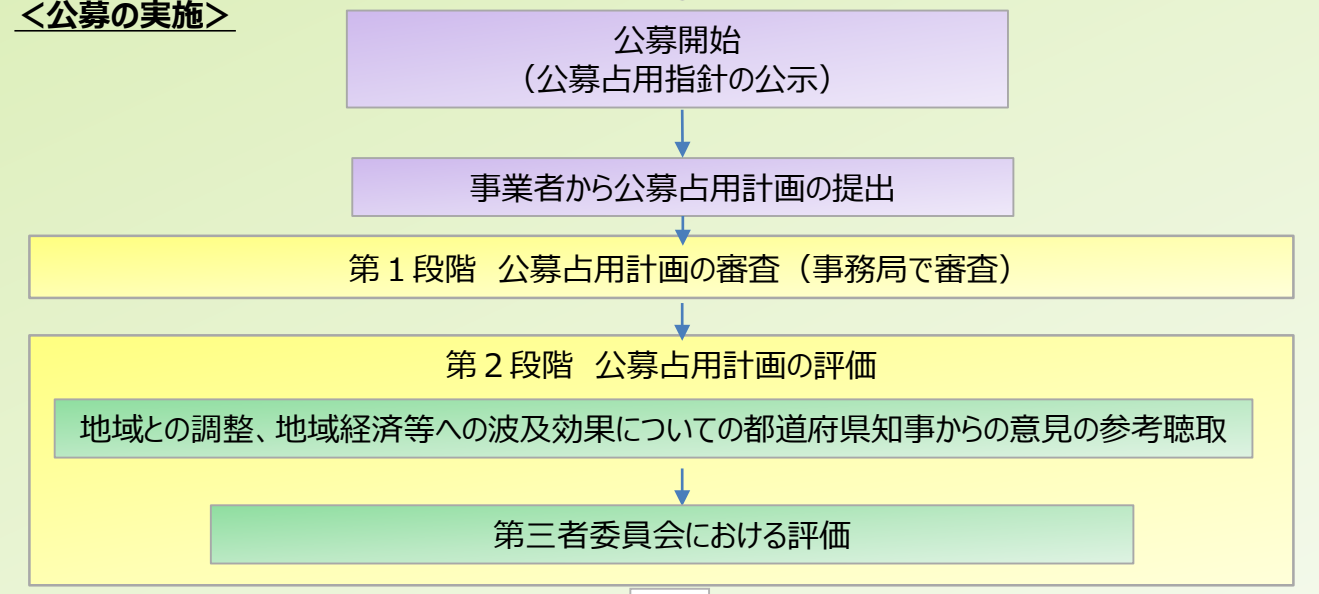 ＜公募の実施＞
公募開始
（公募占用指針の公示）
事業者から公募占用計画の提出
第１段階 公募占用計画の審査（事務局で審査）
第２段階 公募占用計画の評価
地域との調整、地域経済等への波及効果についての都道府県知事からの意見の参考聴取
第三者委員会における評価